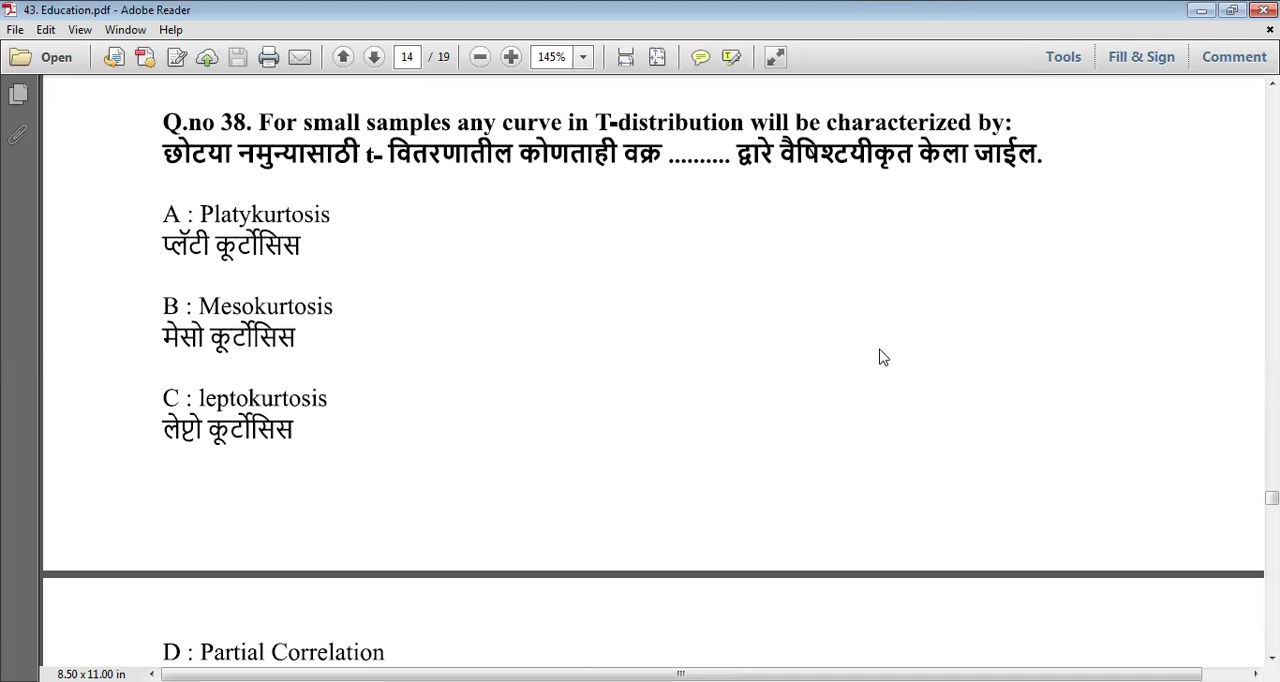 43. Education.pdf - Adobe Reader
File Edit View Window Help
Open 14 / 19 145% Tools Fill & Sign Comment
Q.no 38. For small samples any curve in T-distribution will be characterized by:
छोटया नमुन्यासाठी t- वितरणातील कोणताही वक्र .......... द्वारे वैषिश्टयीकृत केला जाईल.
A : Platykurtosis
प्लॅटी कूर्टोसिस
B : Mesokurtosis
मेसो कूर्टोसिस
C : leptokurtosis
लेप्टो कूर्टोसिस
D : Partial Correlation
8.50 x 11.00 in